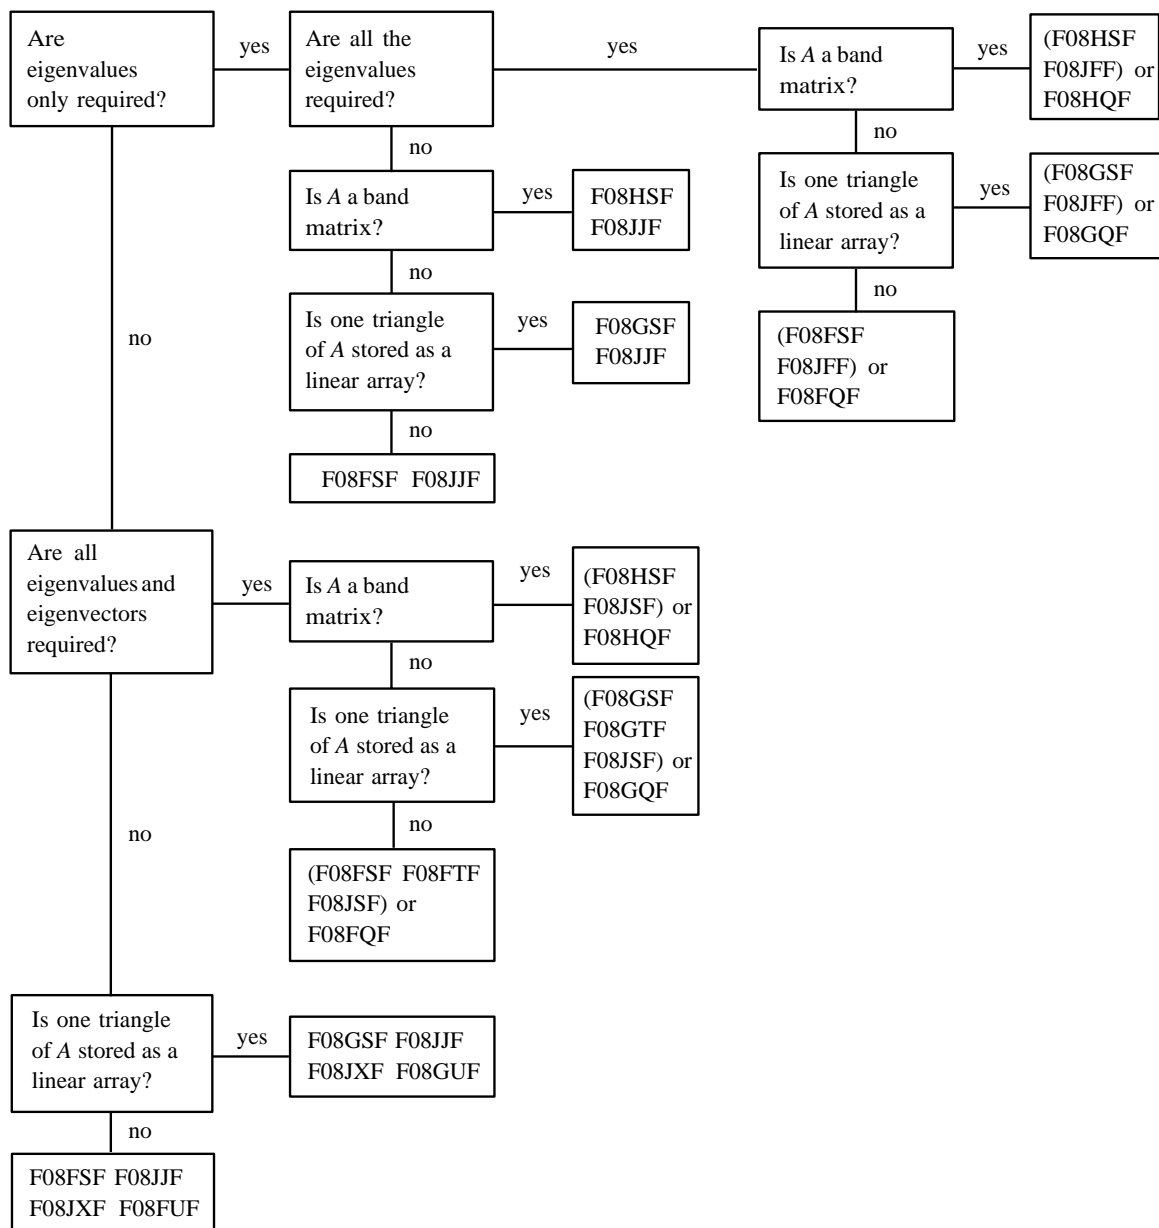 Are
eigenvalues
only required?
yes
Are all the
eigenvalues
required?
yes
Is A a band
matrix?
yes
(F08HSF
F08JFF) or
F08HQF
no
Is one triangle
of A stored as a
linear array?
yes
(F08GSF
F08JFF) or
F08GQF
no
(F08FSF
F08JFF) or
F08FQF
no
Is A a band
matrix?
yes
F08HSF
F08JJF
no
Is one triangle
of A stored as a
linear array?
yes
F08GSF
F08JJF
no
F08FSF F08JJF
no
Are all
eigenvalues and
eigenvectors
required?
yes
Is A a band
matrix?
yes
(F08HSF
F08JSF) or
F08HQF
no
Is one triangle
of A stored as a
linear array?
yes
(F08GSF
F08GTF
F08JSF) or
F08GQF
no
(F08FSF F08FTF
F08JSF) or
F08FQF
no
Is one triangle
of A stored as a
linear array?
yes
F08GSF F08JJF
F08JXF F08GUF
no
F08FSF F08JJF
F08JXF F08FUF